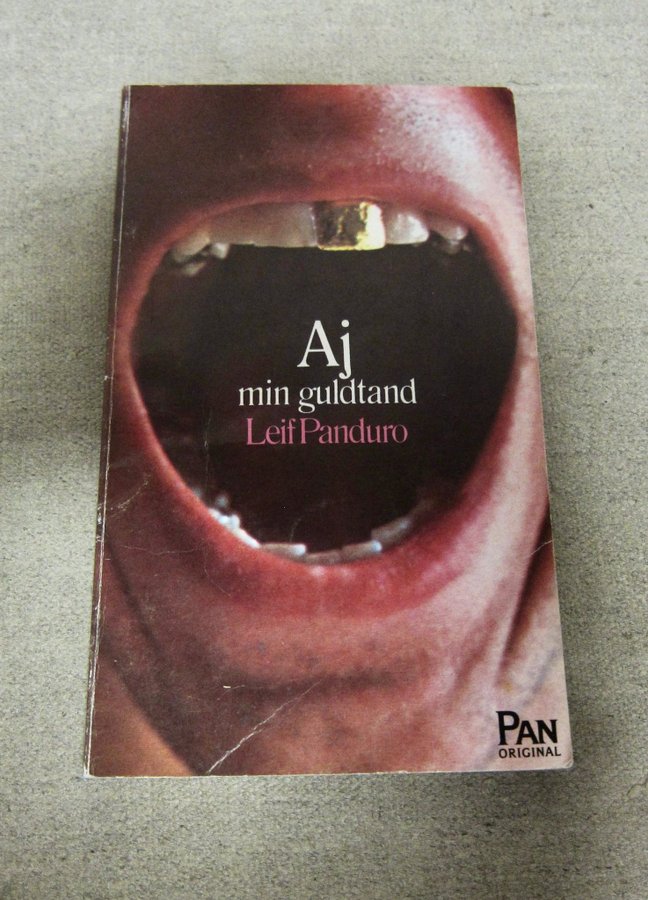 Aj
min guldtand
Leif Panduro
PAN
ORIGINAL